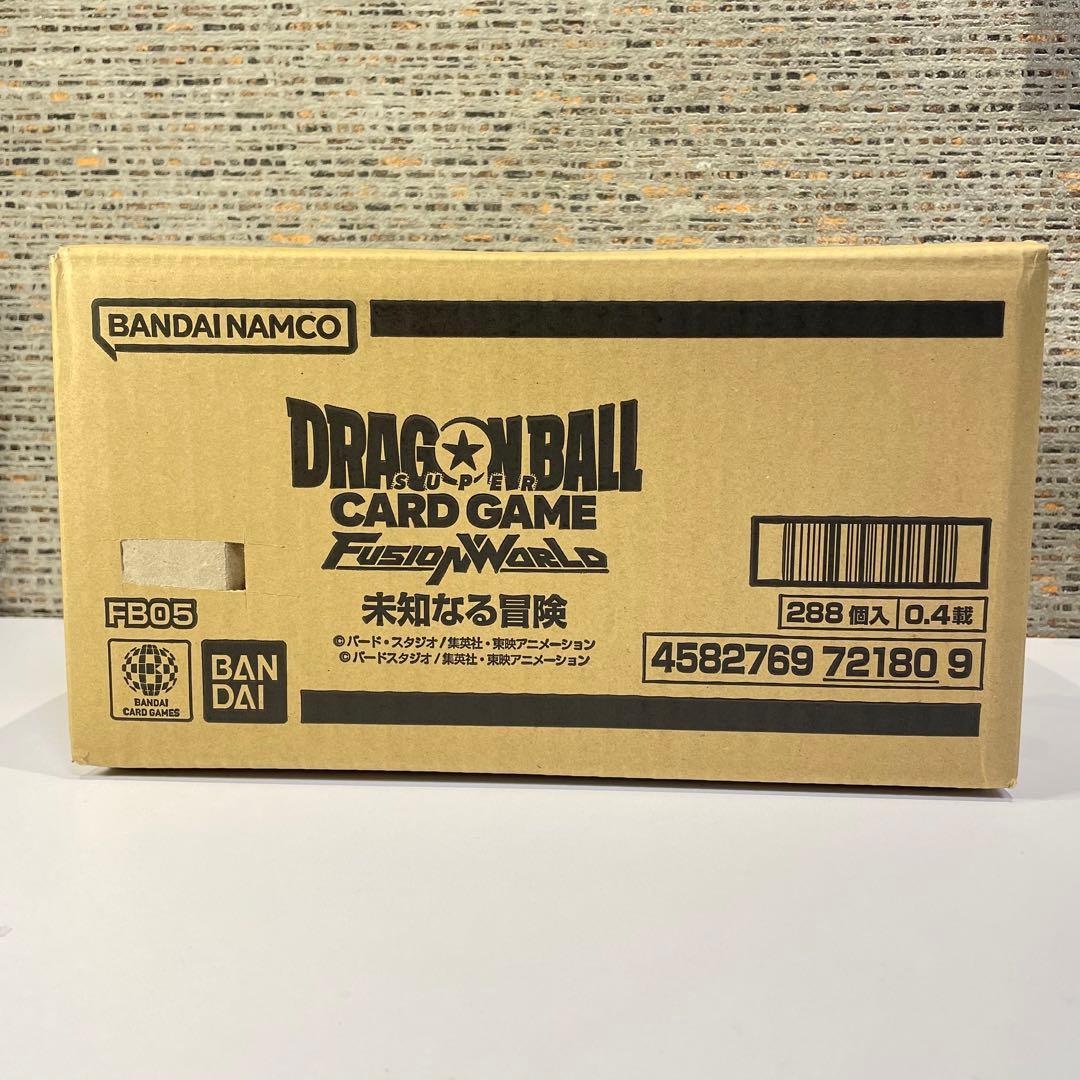 BANDAI NAMCO
DRAGON BALL
SUPER
CARD GAME
FUSION WORLD
未知なる冒険
©バード・スタジオ/集英社・東映アニメーション
©バードスタジオ/集英社・東映アニメーション
FB05
BANDAI
CARD GAMES
BAN
DAI
288 個入 0.4載
4582769 72180 9